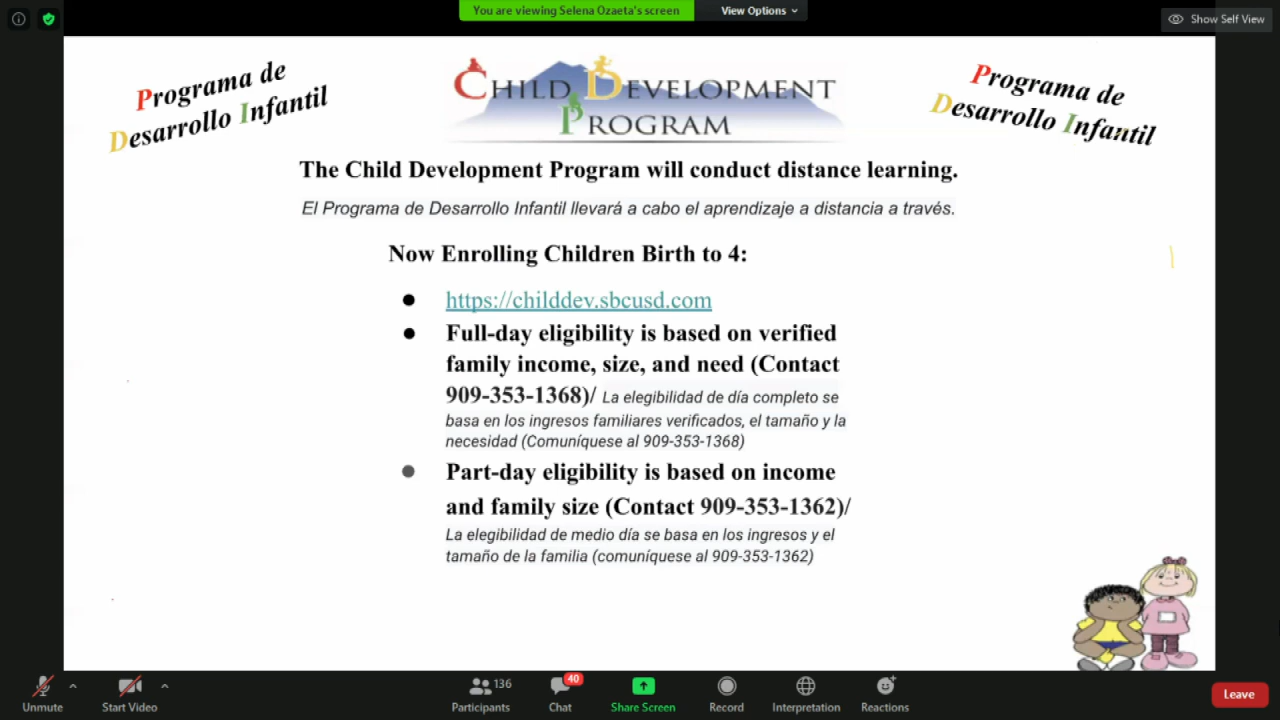 You are viewing Selena Ozaeta's screen
View Options
Show Self View
Programa de
Desarrollo Infantil
CHILD DEVELOPMENT
PROGRAM
Programa de
Desarrollo Infantil
The Child Development Program will conduct distance learning.
El Programa de Desarrollo Infantil llevará a cabo el aprendizaje a distancia a través.
Now Enrolling Children Birth to 4:
● https://childdev.sbcusd.com
● Full-day eligibility is based on verified
family income, size, and need (Contact
909-353-1368)/ La elegibilidad de día completo se
basa en los ingresos familiares verificados, el tamaño y la
necesidad (Comuníquese al 909-353-1368)
● Part-day eligibility is based on income
and family size (Contact 909-353-1362)/
La elegibilidad de medio día se basa en los ingresos y el
tamaño de la familia (comuníquese al 909-353-1362)
Unmute
Start Video
136
Participants
40
Chat
Share Screen
Record
Interpretation
Reactions
Leave